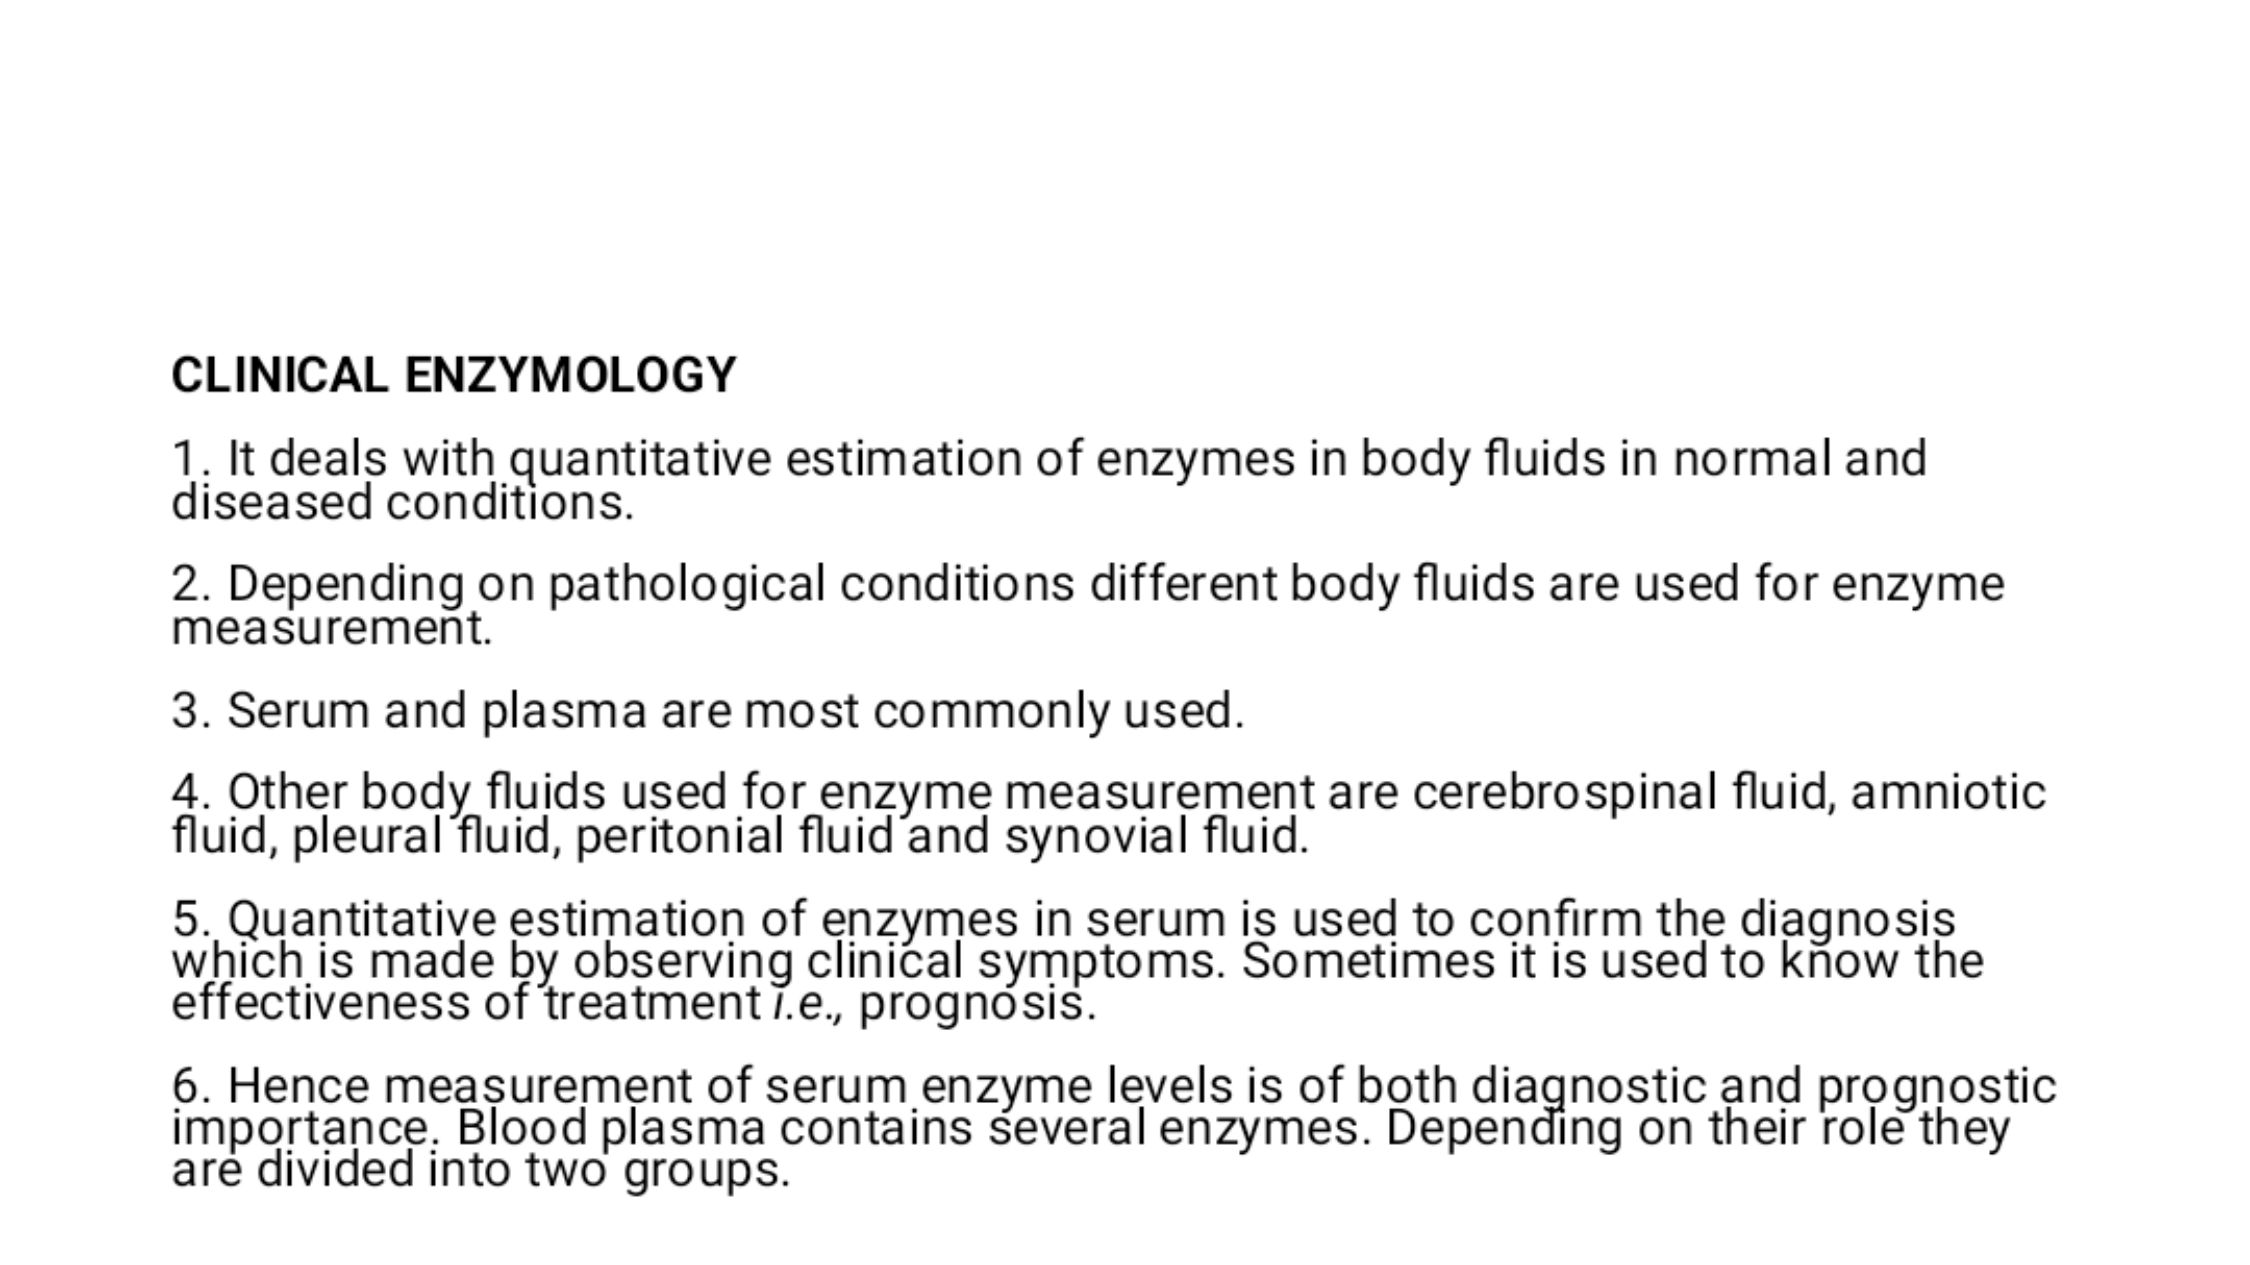 CLINICAL ENZYMOLOGY
1. It deals with quantitative estimation of enzymes in body fluids in normal and
diseased conditions.
2. Depending on pathological conditions different body fluids are used for enzyme
measurement.
3. Serum and plasma are most commonly used.
4. Other body fluids used for enzyme measurement are cerebrospinal fluid, amniotic
fluid, pleural fluid, peritonial fluid and synovial fluid.
5. Quantitative estimation of enzymes in serum is used to confirm the diagnosis
which is made by observing clinical symptoms. Sometimes it is used to know the
effectiveness of treatment i.e., prognosis.
6. Hence measurement of serum enzyme levels is of both diagnostic and prognostic
importance. Blood plasma contains several enzymes. Depending on their role they
are divided into two groups.